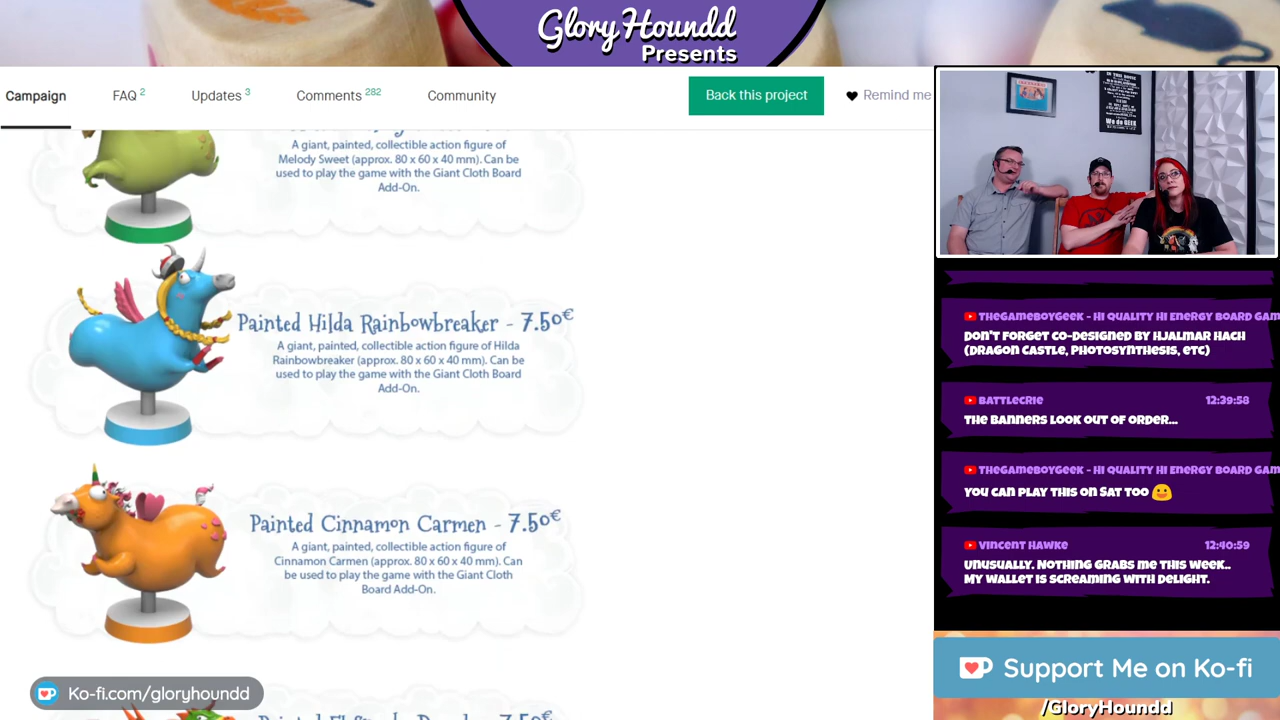 GloryHoundd
Presents
Campaign
FAQ 2
Updates 3
Comments 282
Community
Back this project
Remind me
A giant, painted, collectible action figure of
Melody Sweet (approx. 80 x 60 x 40 mm). Can be
used to play the game with the Giant Cloth Board
Add-On.
Painted Hilda Rainbowbreaker - 7.50€
A giant, painted, collectible action figure of Hilda
Rainbowbreaker (approx. 80 x 60 x 40 mm). Can be
used to play the game with the Giant Cloth Board
Add-On.
Painted Cinnamon Carmen - 7.50€
A giant, painted, collectible action figure of
Cinnamon Carmen (approx. 80 x 60 x 40 mm). Can
be used to play the game with the Giant Cloth
Board Add-On.
Ko-fi.com/gloryhoundd
TheGameBoyGeek - Hi Quality Hi Energy Board Gam
Don't forget co-designed by Hjalmar Hach
(Dragon Castle, Photosynthesis, etc)
BattleCrie 12:39:58
The banners look out of order...
TheGameBoyGeek - Hi Quality Hi Energy Board Gam
You can play this on Sat too 😀
Vincent Hawke 12:40:59
Unusually. Nothing grabs me this week..
My wallet is screaming with delight.
Support Me on Ko-fi
/GloryHoundd